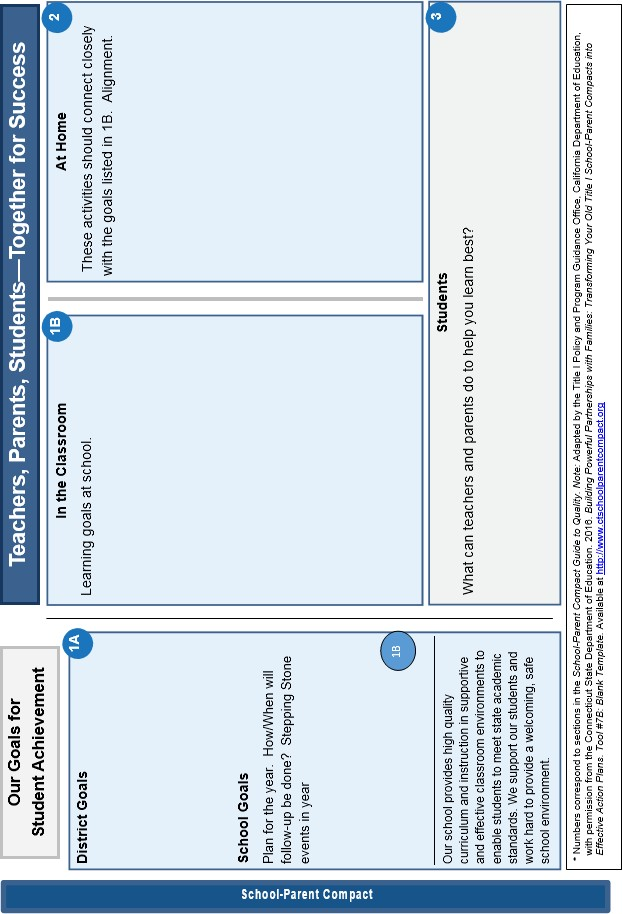 School-Parent Compact
Our Goals for
Student Achievement
1A
District Goals
School Goals
Plan for the year. How/When will
follow-up be done? Stepping Stone
events in year
1B
Our school provides high quality
curriculum and instruction in supportive
and effective classroom environments to
enable students to meet state academic
standards. We support our students and
work hard to provide a welcoming, safe
school environment.
Teachers, Parents, Students—Together for Success
1B
In the Classroom
Learning goals at school.
2
At Home
These activities should connect closely
with the goals listed in 1B. Alignment.
3
Students
What can teachers and parents do to help you learn best?
* Numbers correspond to sections in the School-Parent Compact Guide to Quality. Note: Adapted by the Title I Policy and Program Guidance Office, California Department of Education,
with permission from the Connecticut State Department of Education. 2016. Building Powerful Partnerships with Families: Transforming Your Old Title I School-Parent Compacts into
Effective Action Plans. Tool #7B: Blank Template. Available at http://www.ctschoolparentcompact.org